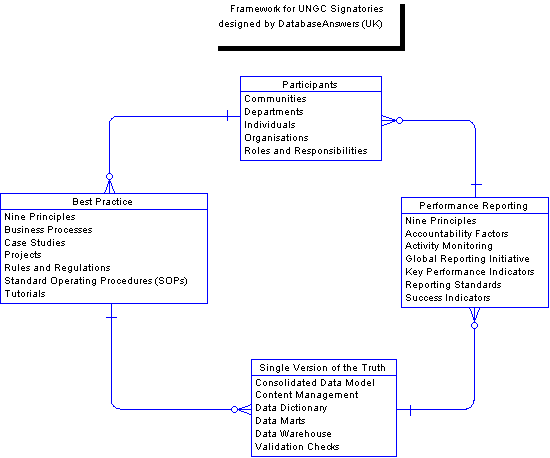 Framework for UNGC Signatories
designed by DatabaseAnswers (UK)
Participants
Communities
Departments
Individuals
Organisations
Roles and Responsibilities
Best Practice
Nine Principles
Business Processes
Case Studies
Projects
Rules and Regulations
Standard Operating Procedures (SOPs)
Tutorials
Performance Reporting
Nine Principles
Accountability Factors
Activity Monitoring
Global Reporting Initiative
Key Performance Indicators
Reporting Standards
Success Indicators
Single Version of the Truth
Consolidated Data Model
Content Management
Data Dictionary
Data Marts
Data Warehouse
Validation Checks